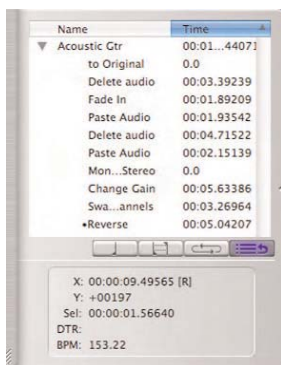 Name Time
Acoustic Gtr 00:01...44071
to Original 0.0
Delete audio 00:03.39239
Fade In 00:01.89209
Paste Audio 00:01.93542
Delete audio 00:04.71522
Paste Audio 00:02.15139
Mon...Stereo 0.0
Change Gain 00:05.63386
Swa...annels 00:03.26964
•Reverse 00:05.04207
X: 00:00:09.49565 [R]
Y: +00197
Sel: 00:00:01.56640
DTR:
BPM: 153.22